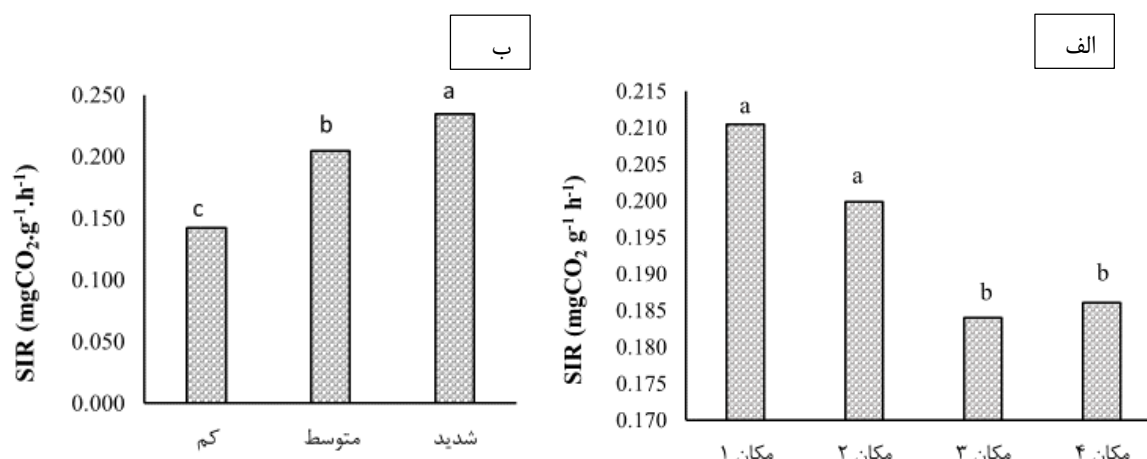 الف
SIR (mgCO₂ g⁻¹ h⁻¹)
0.215
0.210
0.205
0.200
0.195
0.190
0.185
0.180
0.175
0.170
a
a
b
b
مکان ۱
مکان ۲
مکان ۳
مکان ۴
ب
SIR (mgCO₂.g⁻¹.h⁻¹)
0.250
0.200
0.150
0.100
0.050
0.000
c
b
a
کم
متوسط
شدید